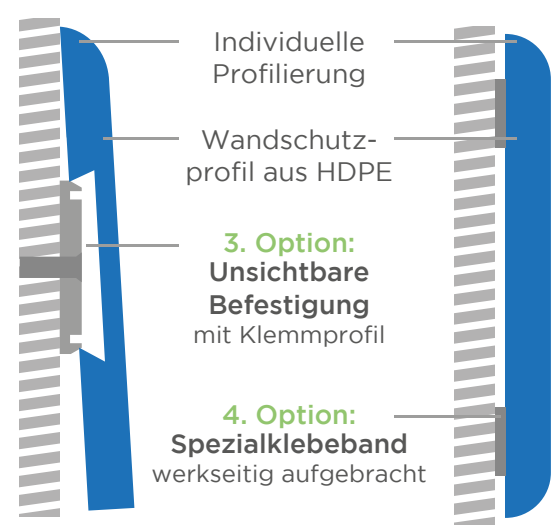 Individuelle
Profilierung
Wandschutz-
profil aus HDPE
3. Option:
Unsichtbare
Befestigung
mit Klemmprofil
4. Option:
Spezialklebeband
werkseitig aufgebracht